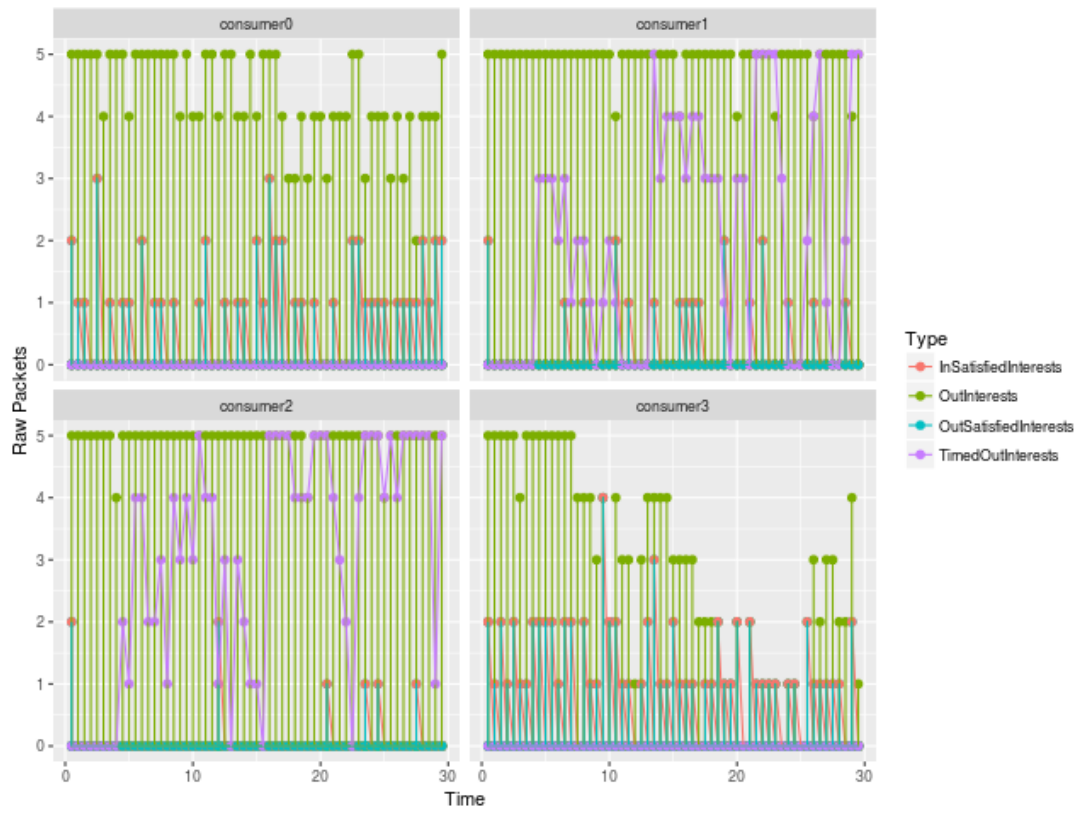 consumer0
consumer1
5
4
3
2
1
0
consumer2
consumer3
5
4
3
2
1
0
0
10
20
30
0
10
20
30
Time
Raw Packets
Type
InSatisfiedInterests
OutInterests
OutSatisfiedInterests
TimedOutInterests